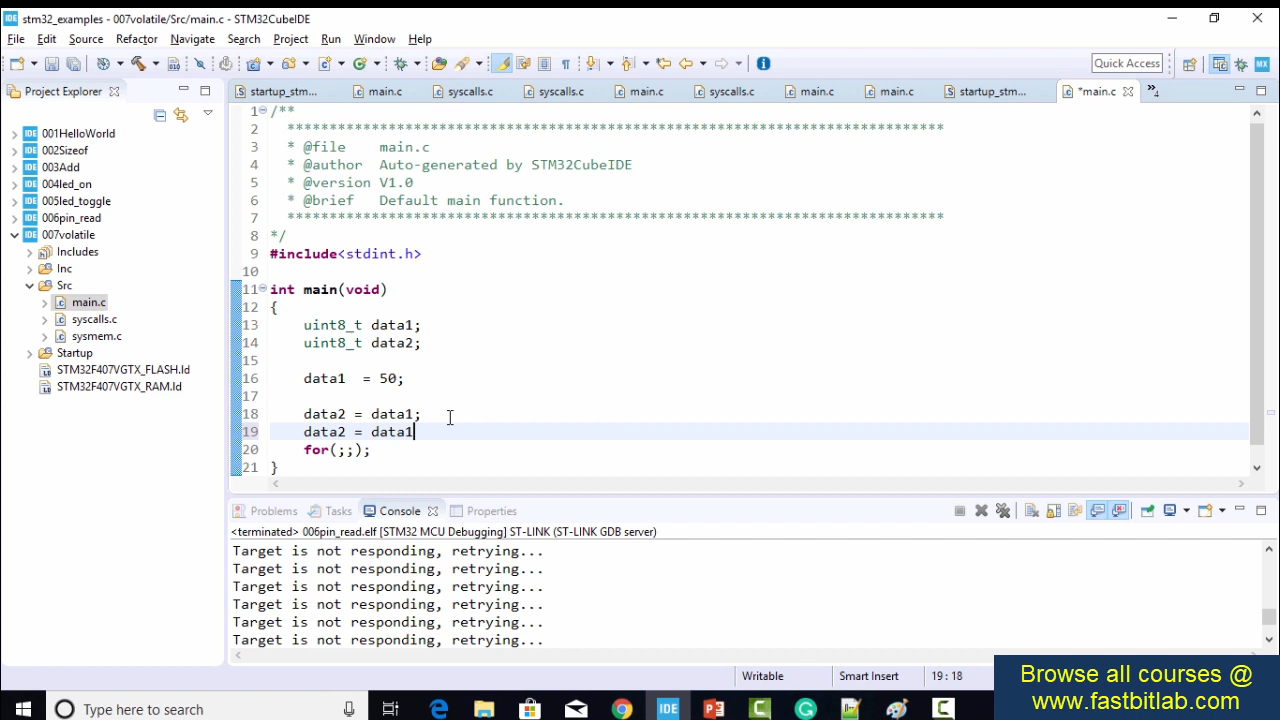 IDE stm32_examples - 007volatile/Src/main.c - STM32CubeIDE
File Edit Source Refactor Navigate Search Project Run Window Help
Quick Access
Project Explorer
startup_stm... main.c syscalls.c syscalls.c main.c syscalls.c main.c main.c startup_stm... *main.c »4
001HelloWorld
002Sizeof
003Add
004led_on
005led_toggle
006pin_read
007volatile
Includes
Inc
Src
main.c
syscalls.c
sysmem.c
Startup
STM32F407VGTX_FLASH.ld
STM32F407VGTX_RAM.ld
1 /**
2 ******************************************************************************
3 * @file main.c
4 * @author Auto-generated by STM32CubeIDE
5 * @version V1.0
6 * @brief Default main function.
7 ******************************************************************************
8 */
9 #include<stdint.h>
10
11 int main(void)
12 {
13 uint8_t data1;
14 uint8_t data2;
15
16 data1 = 50;
17
18 data2 = data1;
19 data2 = data1
20 for(;;);
21 }
Problems Tasks Console Properties
<terminated> 006pin_read.elf [STM32 MCU Debugging] ST-LINK (ST-LINK GDB server)
Target is not responding, retrying...
Target is not responding, retrying...
Target is not responding, retrying...
Target is not responding, retrying...
Target is not responding, retrying...
Target is not responding, retrying...
Writable Smart Insert 19 : 18
Browse all courses @
www.fastbitlab.com
Type here to search